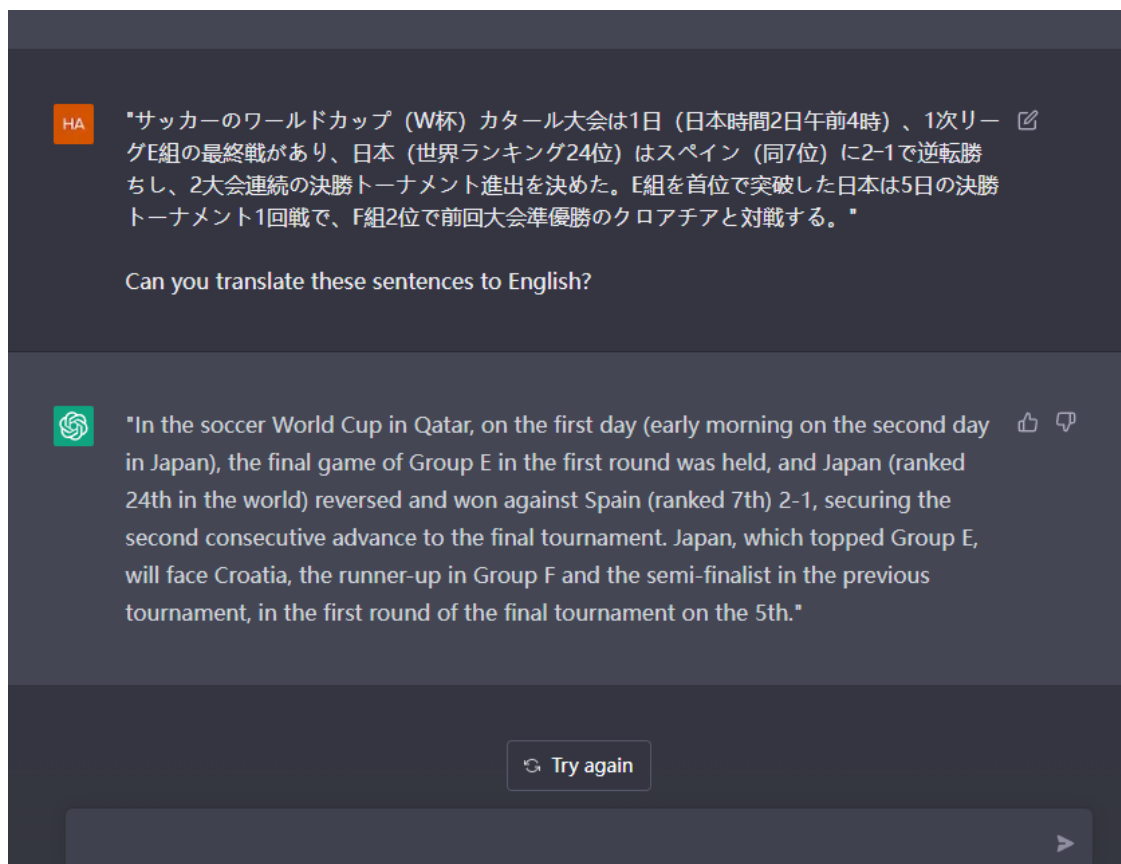 HA
"サッカーのワールドカップ（W杯）カタール大会は1日（日本時間2日午前4時）、1次リー
グE組の最終戦があり、日本（世界ランキング24位）はスペイン（同7位）に2-1で逆転勝
ちし、2大会連続の決勝トーナメント進出を決めた。E組を首位で突破した日本は5日の決勝
トーナメント1回戦で、F組2位で前回大会準優勝のクロアチアと対戦する。"
Can you translate these sentences to English?
"In the soccer World Cup in Qatar, on the first day (early morning on the second day
in Japan), the final game of Group E in the first round was held, and Japan (ranked
24th in the world) reversed and won against Spain (ranked 7th) 2-1, securing the
second consecutive advance to the final tournament. Japan, which topped Group E,
will face Croatia, the runner-up in Group F and the semi-finalist in the previous
tournament, in the first round of the final tournament on the 5th."
Try again